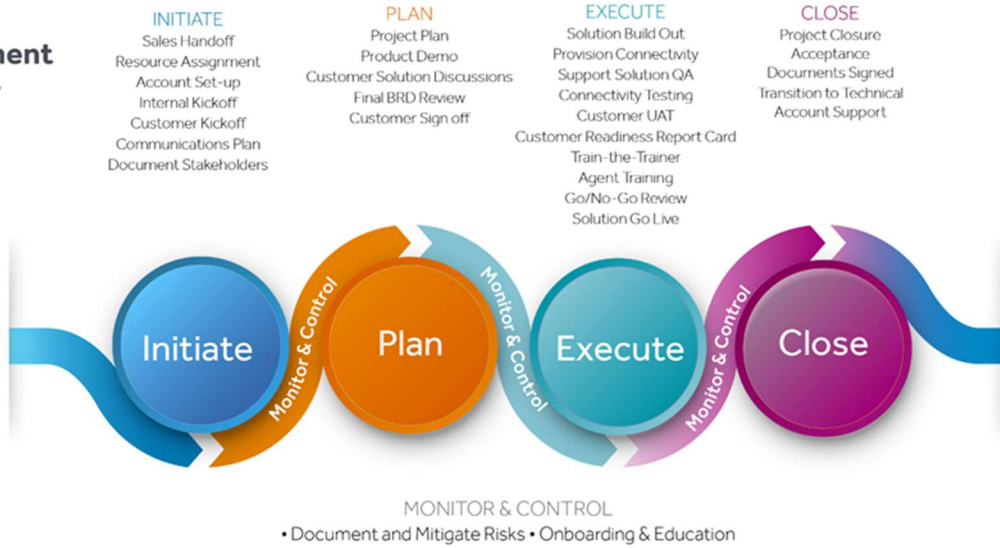 INITIATE
Sales Handoff
Resource Assignment
Account Set-up
Internal Kickoff
Customer Kickoff
Communications Plan
Document Stakeholders
PLAN
Project Plan
Product Demo
Customer Solution Discussions
Final BRD Review
Customer Sign off
EXECUTE
Solution Build Out
Provision Connectivity
Support Solution QA
Connectivity Testing
Customer UAT
Customer Readiness Report Card
Train-the-Trainer
Agent Training
Go/No-Go Review
Solution Go Live
CLOSE
Project Closure
Acceptance
Documents Signed
Transition to Technical
Account Support
Initiate
Monitor & Control
Plan
Monitor & Control
Execute
Monitor & Control
Close
MONITOR & CONTROL
• Document and Mitigate Risks • Onboarding & Education